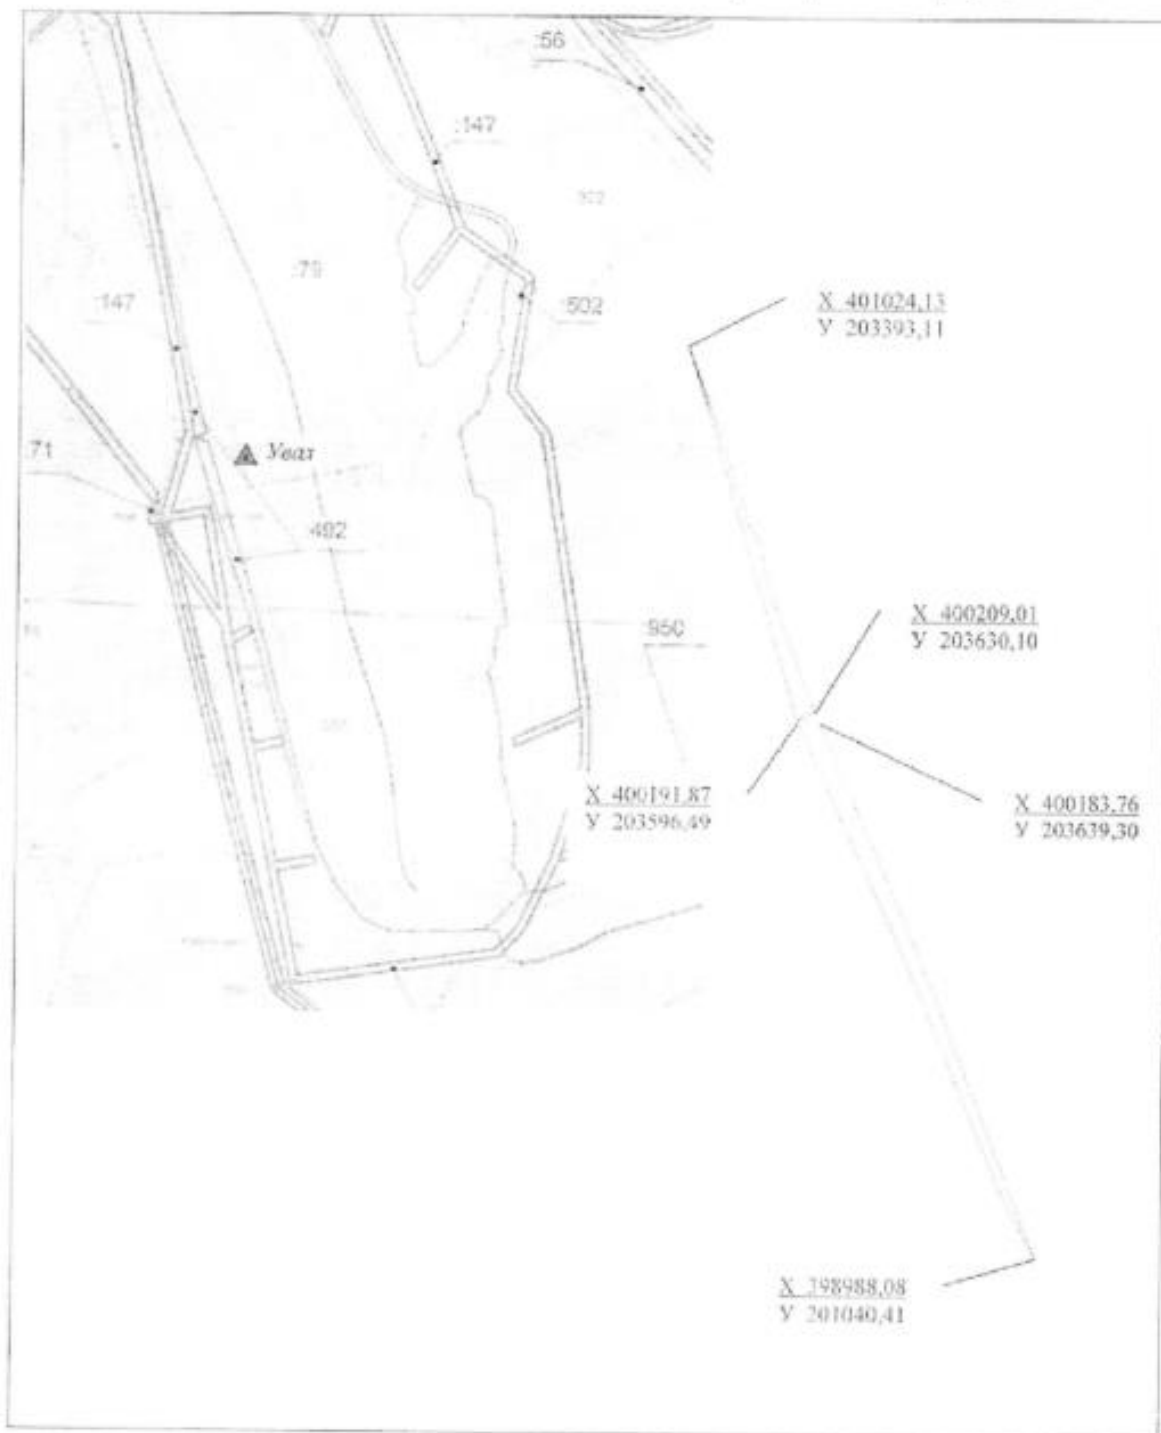 :56
:147
:79
:147
:502
X 401024,13
У 203393,11
71
Уват
492
X 400209,01
У 203630,10
950
X 400191,87
У 203596,49
X 400183,76
У 203639,30
X 398988,08
У 201040,41